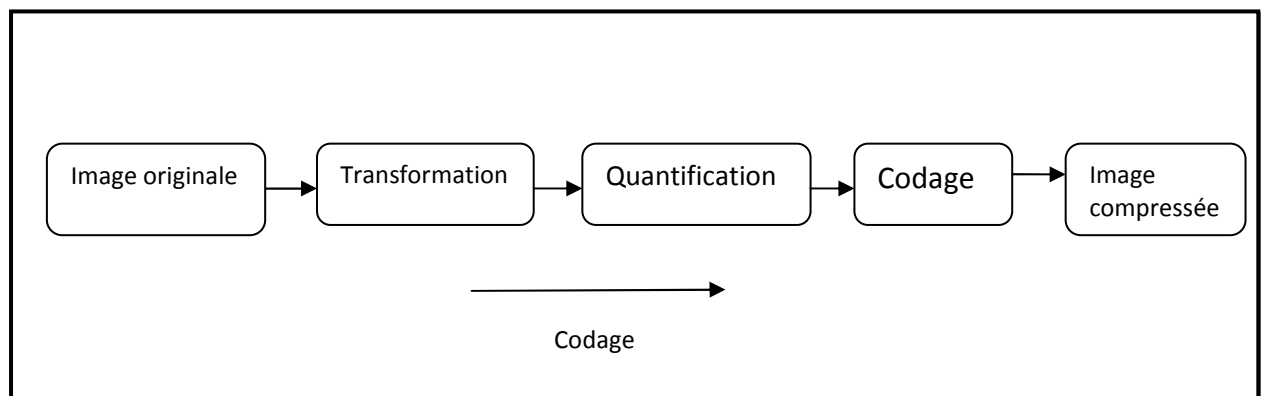 Image originale
Transformation
Quantification
Codage
Image
compressée
Codage